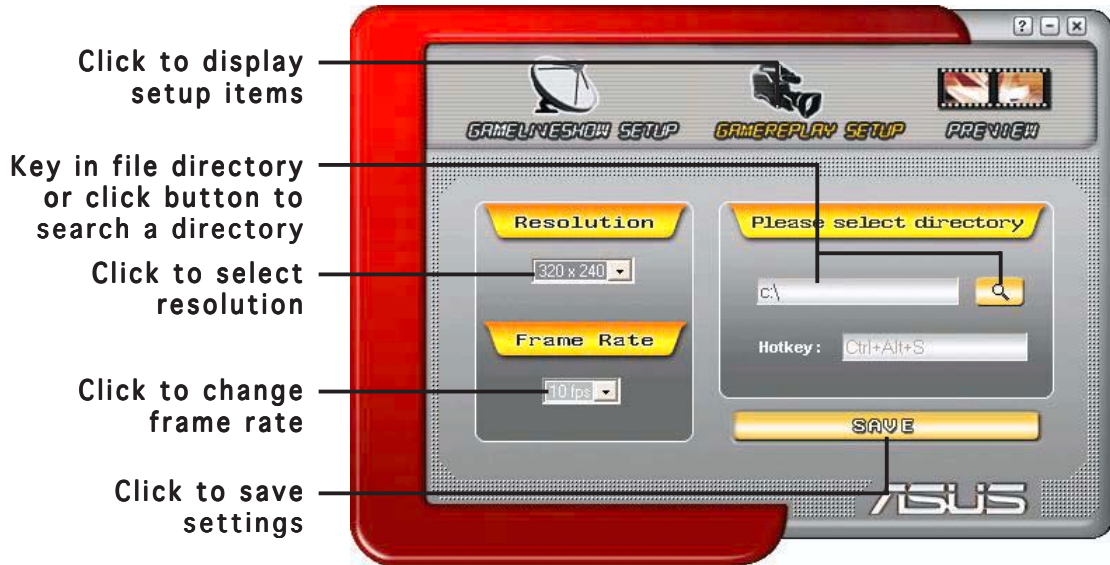 Click to display
setup items
Key in file directory
or click button to
search a directory
Click to select
resolution
Click to change
frame rate
Click to save
settings
?
GAMELIVESHOW SETUP
GAMEREPLAY SETUP
PREVIEW
Resolution
320 x 240
Frame Rate
10 fps
Please select directory
c:\
Hotkey: Ctrl+Alt+S
SAVE
ASUS